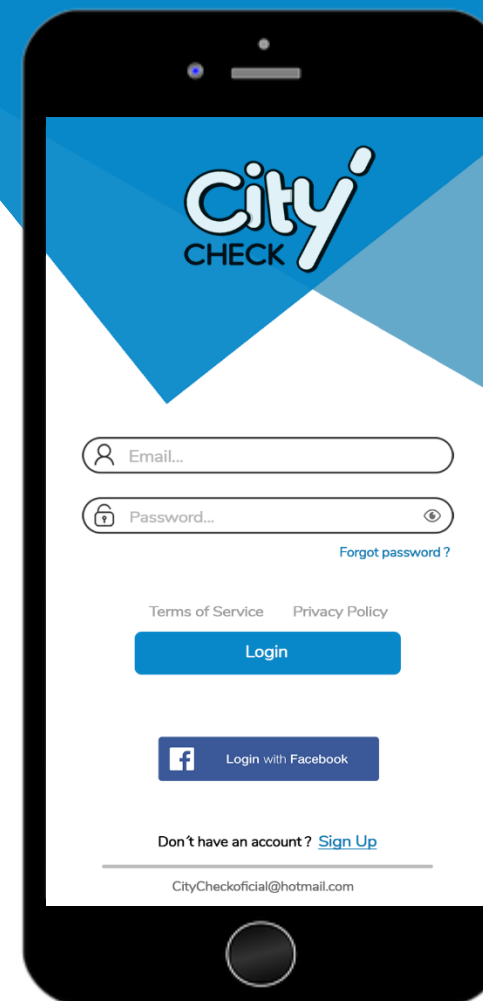 City
CHECK
Email...
Password...
Forgot password ?
Terms of Service Privacy Policy
Login
f Login with Facebook
Don´t have an account ? Sign Up
CityCheckoficial@hotmail.com